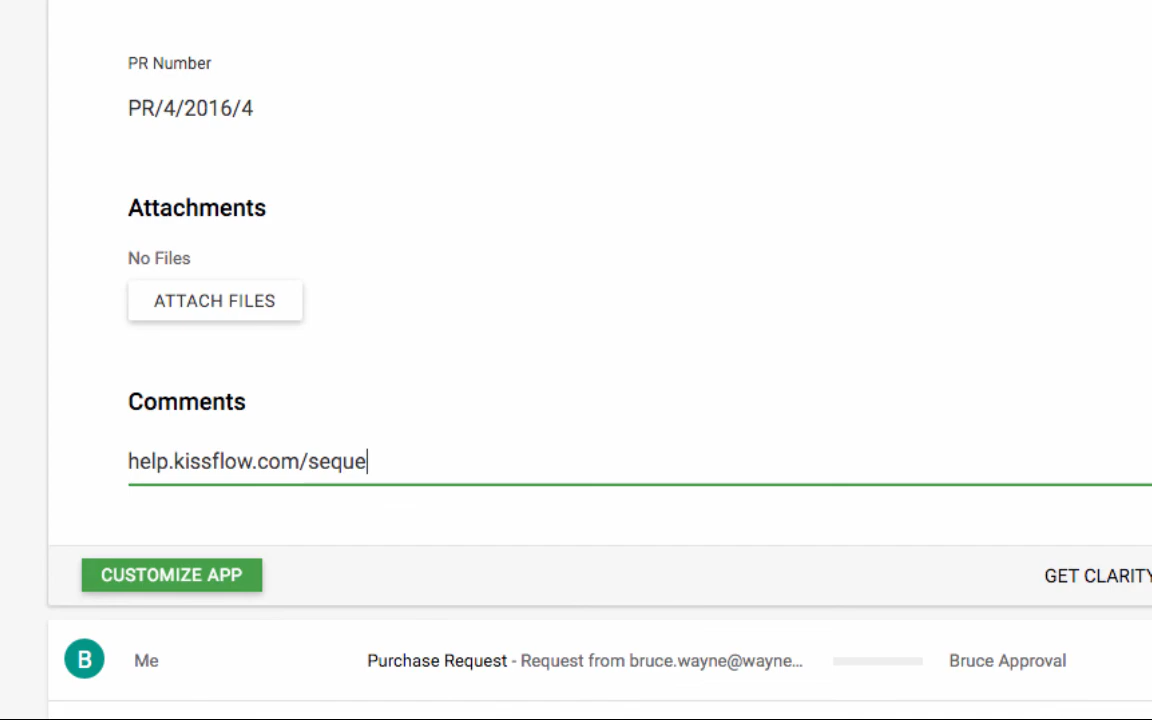 PR Number
PR/4/2016/4
Attachments
No Files
ATTACH FILES
Comments
help.kissflow.com/seque
CUSTOMIZE APP
GET CLARITY
B Me Purchase Request - Request from bruce.wayne@wayne... Bruce Approval